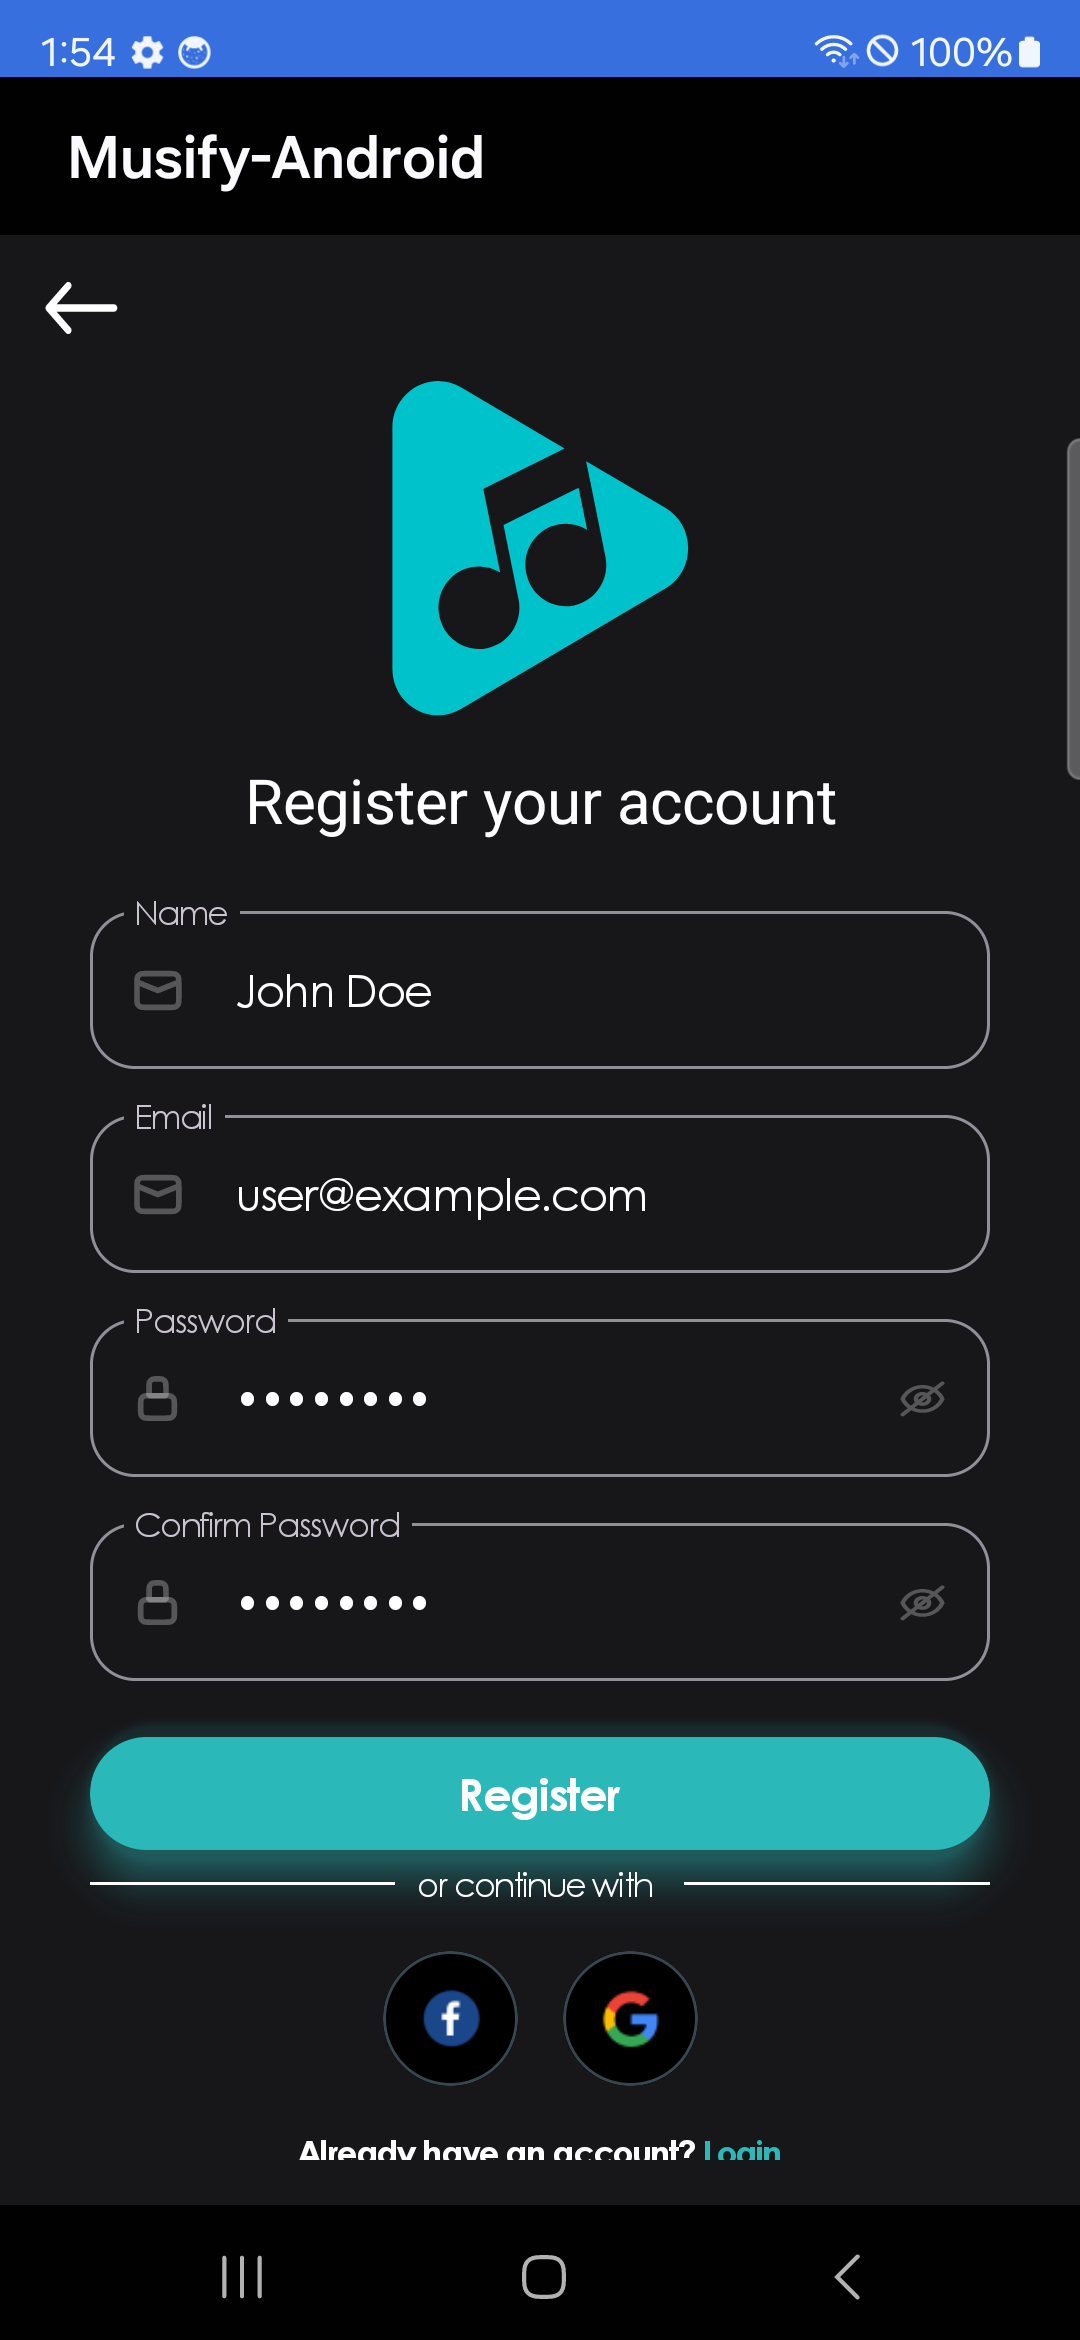 1:54
100%
Musify-Android
Register your account
Name
John Doe
Email
user@example.com
Password
••••••••
Confirm Password
••••••••
Register
or continue with
Already have an account? Login